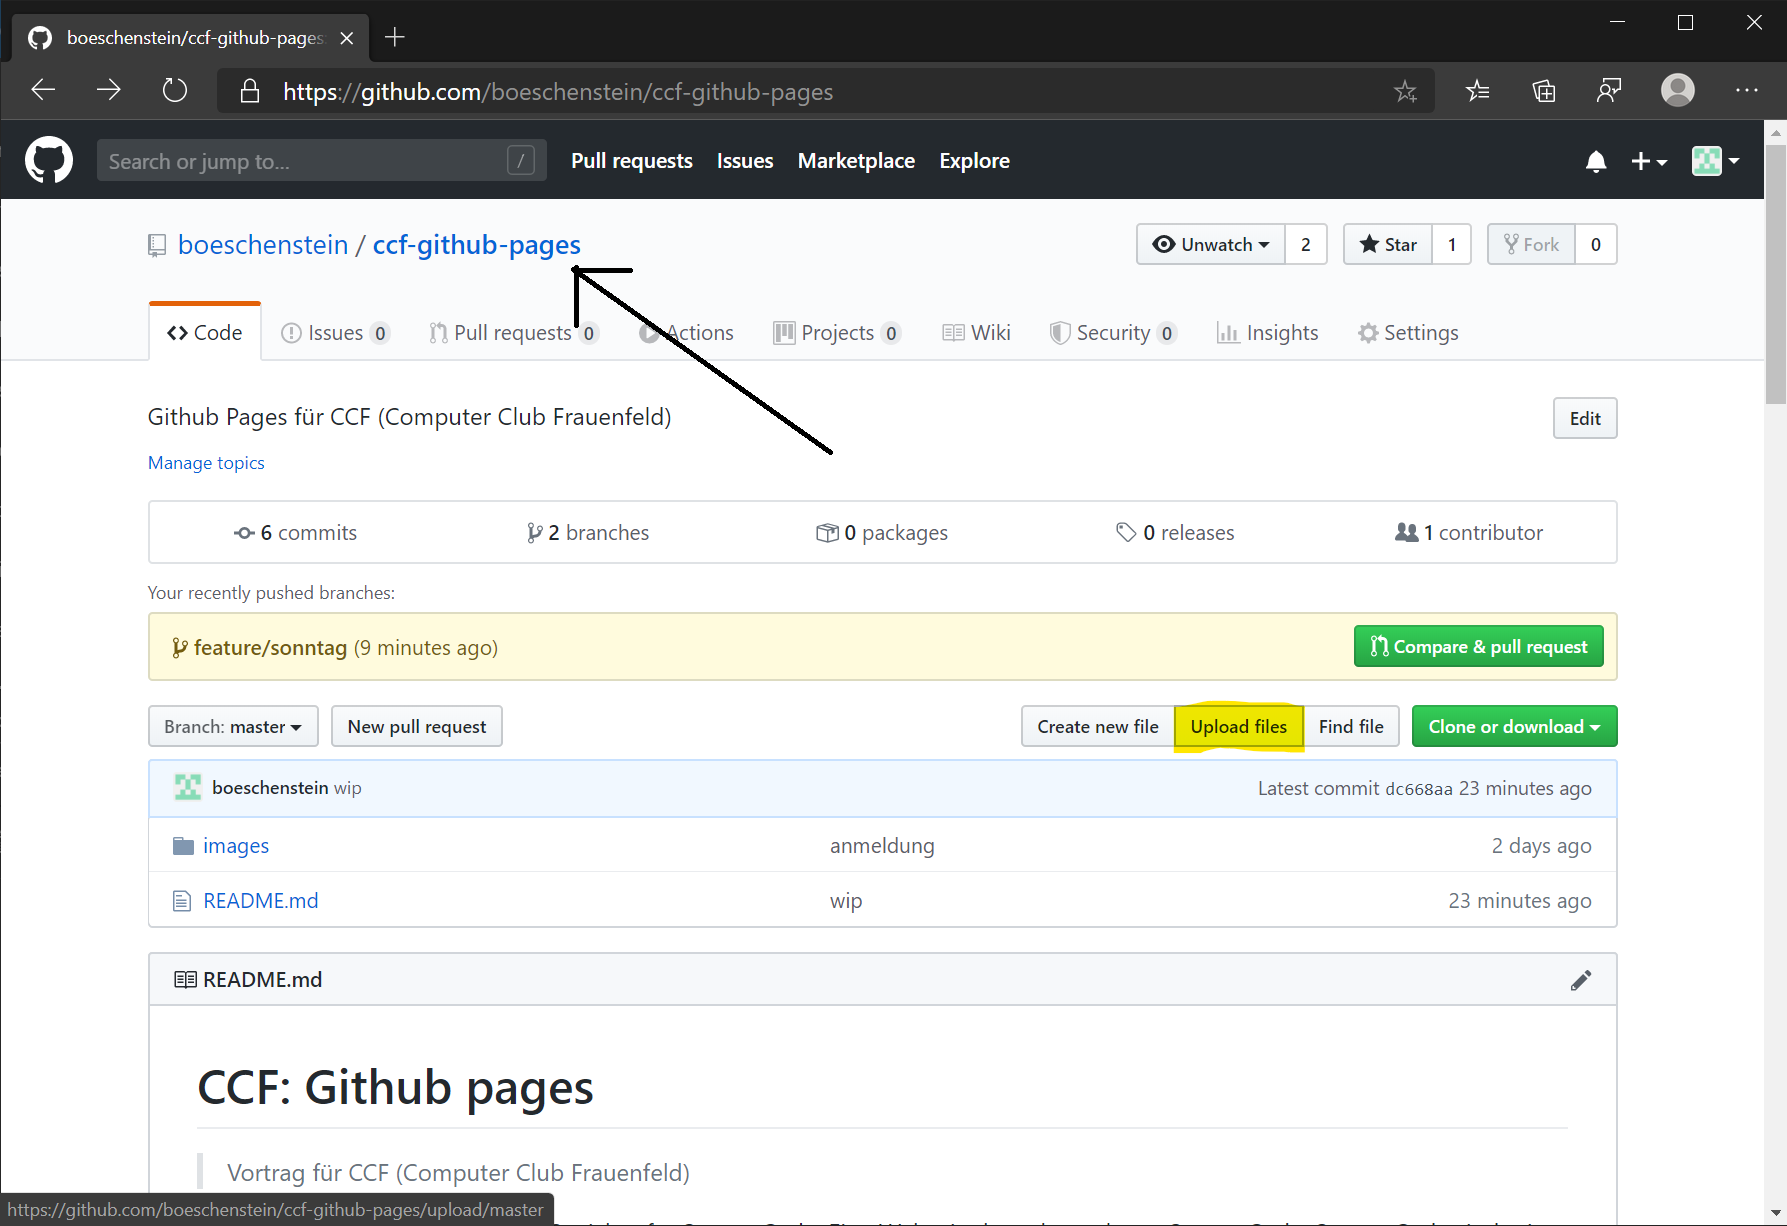 boeschenstein/ccf-github-pages
https://github.com/boeschenstein/ccf-github-pages
Search or jump to... / Pull requests Issues Marketplace Explore
boeschenstein / ccf-github-pages Unwatch 2 Star 1 Fork 0
Code Issues 0 Pull requests 0 Actions Projects 0 Wiki Security 0 Insights Settings
Github Pages für CCF (Computer Club Frauenfeld) Edit
Manage topics
6 commits 2 branches 0 packages 0 releases 1 contributor
Your recently pushed branches:
feature/sonntag (9 minutes ago) Compare & pull request
Branch: master New pull request Create new file Upload files Find file Clone or download
boeschenstein wip Latest commit dc668aa 23 minutes ago
images anmeldung 2 days ago
README.md wip 23 minutes ago
README.md
CCF: Github pages
Vortrag für CCF (Computer Club Frauenfeld)
https://github.com/boeschenstein/ccf-github-pages/upload/master